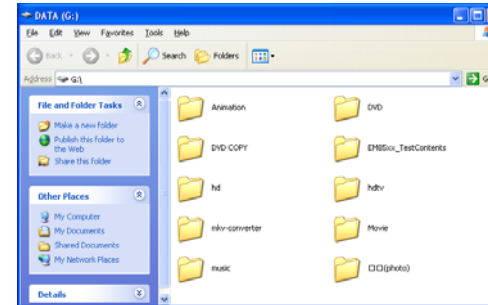 DATA (G:)
File Edit View Favorites Tools Help
Back Search Folders
Address G:\ G
File and Folder Tasks
Make a new folder
Publish this folder to
the Web
Share this folder
Other Places
My Computer
My Documents
Shared Documents
My Network Places
Details
Animation DVD
DVD-COPY EM85xx_TestContents
hd hdtv
mkv-converter Movie
music 口口(photo)